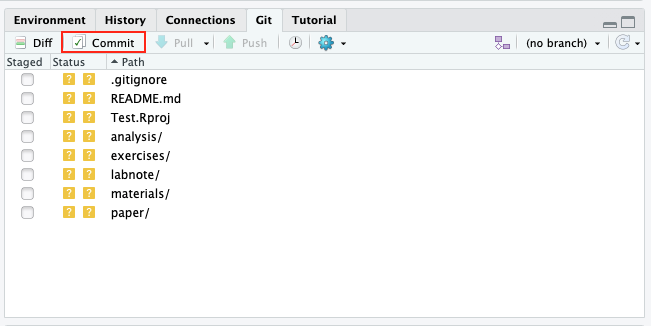 Environment History Connections Git Tutorial
Diff Commit Pull Push (no branch)
Staged Status Path
? ? .gitignore
? ? README.md
? ? Test.Rproj
? ? analysis/
? ? exercises/
? ? labnote/
? ? materials/
? ? paper/